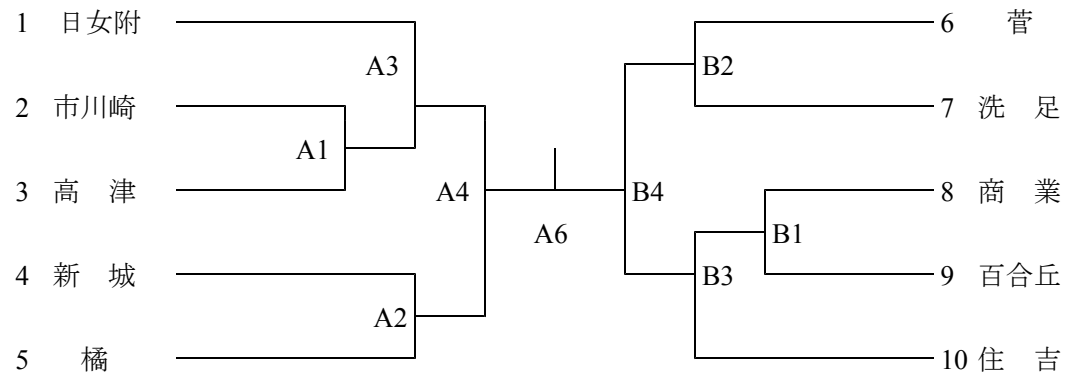 1 日女附
2 市川崎
3 高 津
4 新 城
5 橘
A3
A1
A4
A2
A6
6 菅
7 洗 足
8 商 業
9 百合丘
10 住 吉
B2
B4
B1
B3